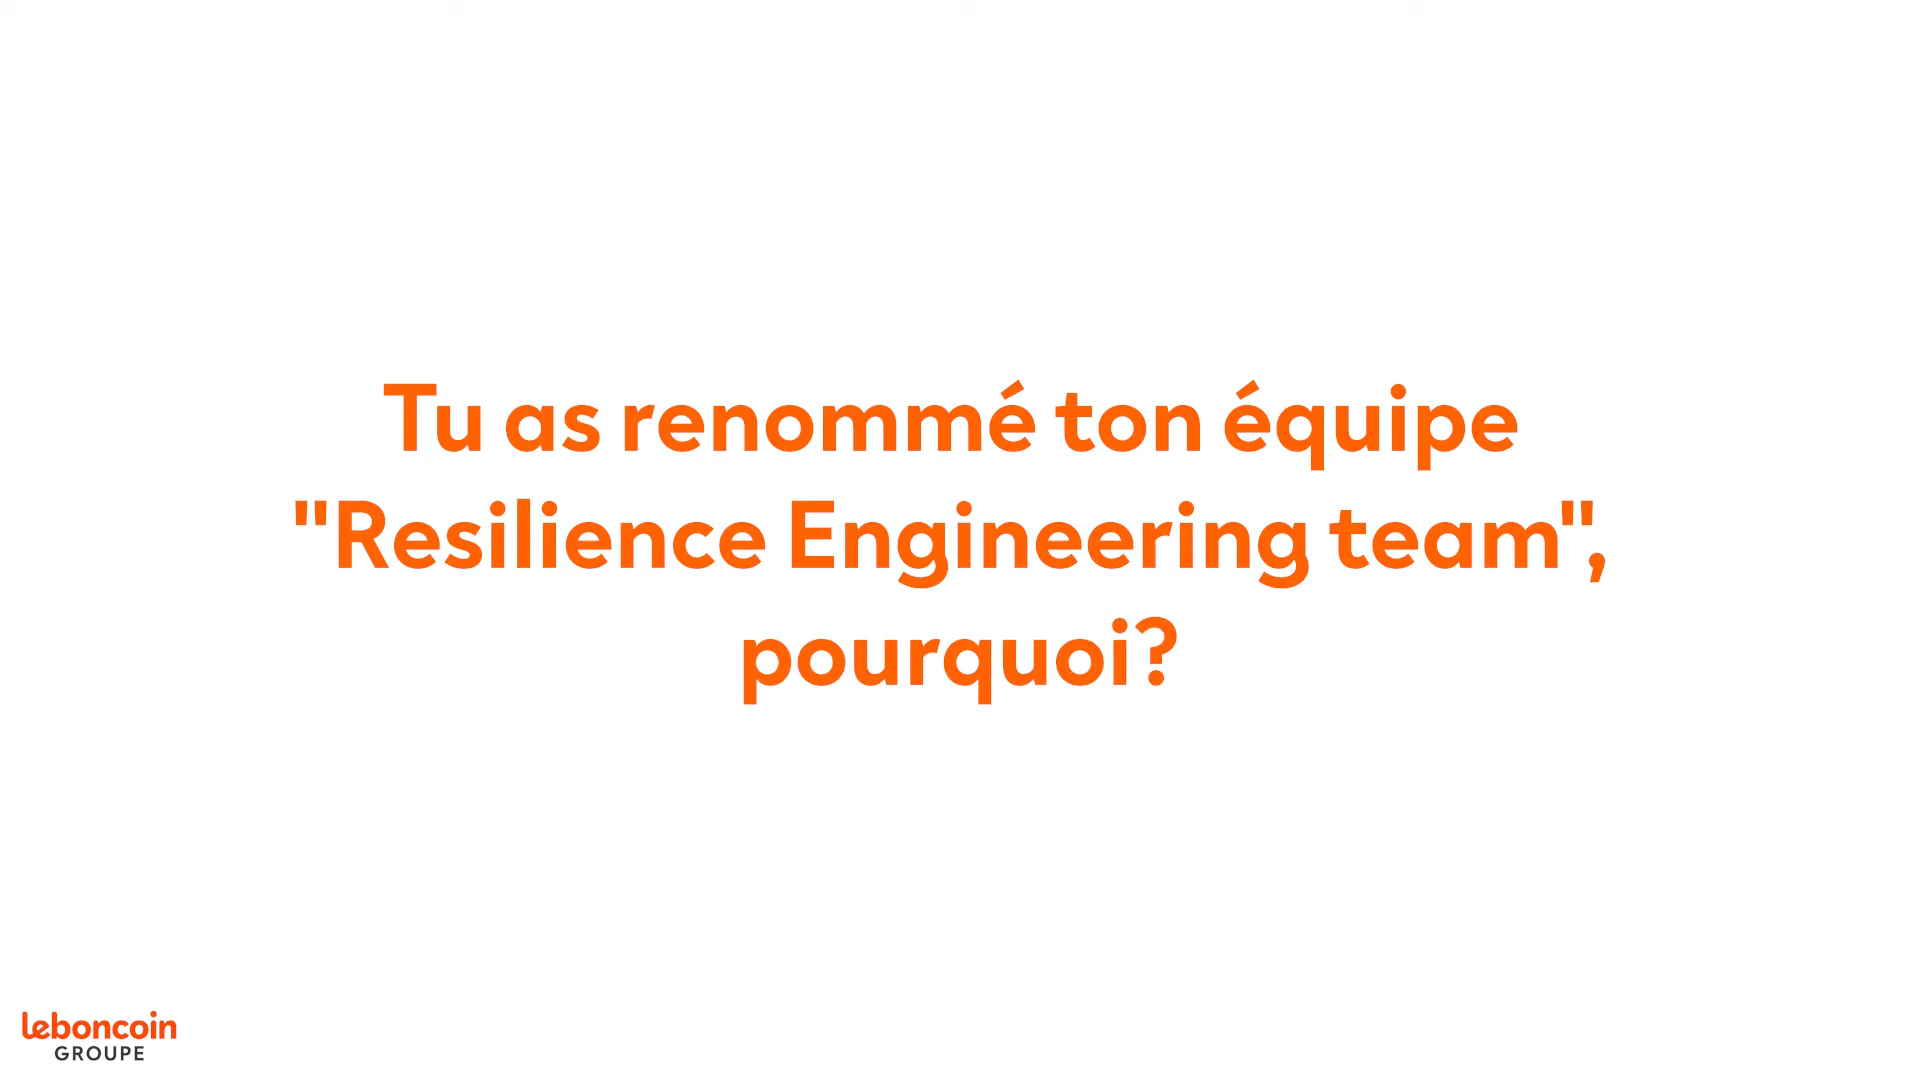 Tu as renommé ton équipe
"Resilience Engineering team",
pourquoi?
leboncoin
GROUPE